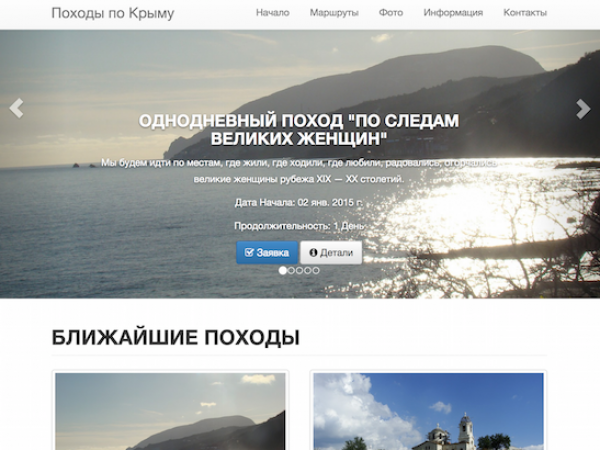 Походы по Крыму
Начало Маршруты Фото Информация Контакты
ОДНОДНЕВНЫЙ ПОХОД "ПО СЛЕДАМ
ВЕЛИКИХ ЖЕНЩИН"
Мы будем идти по местам, где жили, где ходили, где любили, радовались, огорчались
великие женщины рубежа XIX — XX столетий.
Дата Начала: 02 янв. 2015 г.
Продолжительность: 1 День
Заявка Детали
БЛИЖАЙШИЕ ПОХОДЫ